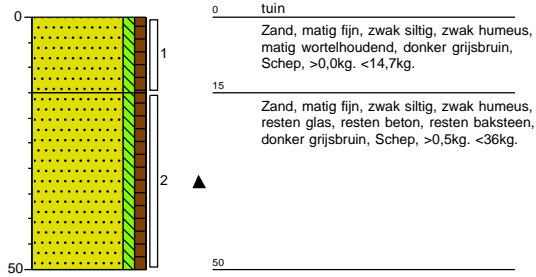 0
1
2
50
0 tuin
Zand, matig fijn, zwak siltig, zwak humeus,
matig wortelhoudend, donker grijsbruin,
Schep, >0,0kg. <14,7kg.
15
Zand, matig fijn, zwak siltig, zwak humeus,
resten glas, resten beton, resten baksteen,
donker grijsbruin, Schep, >0,5kg. <36kg.
50